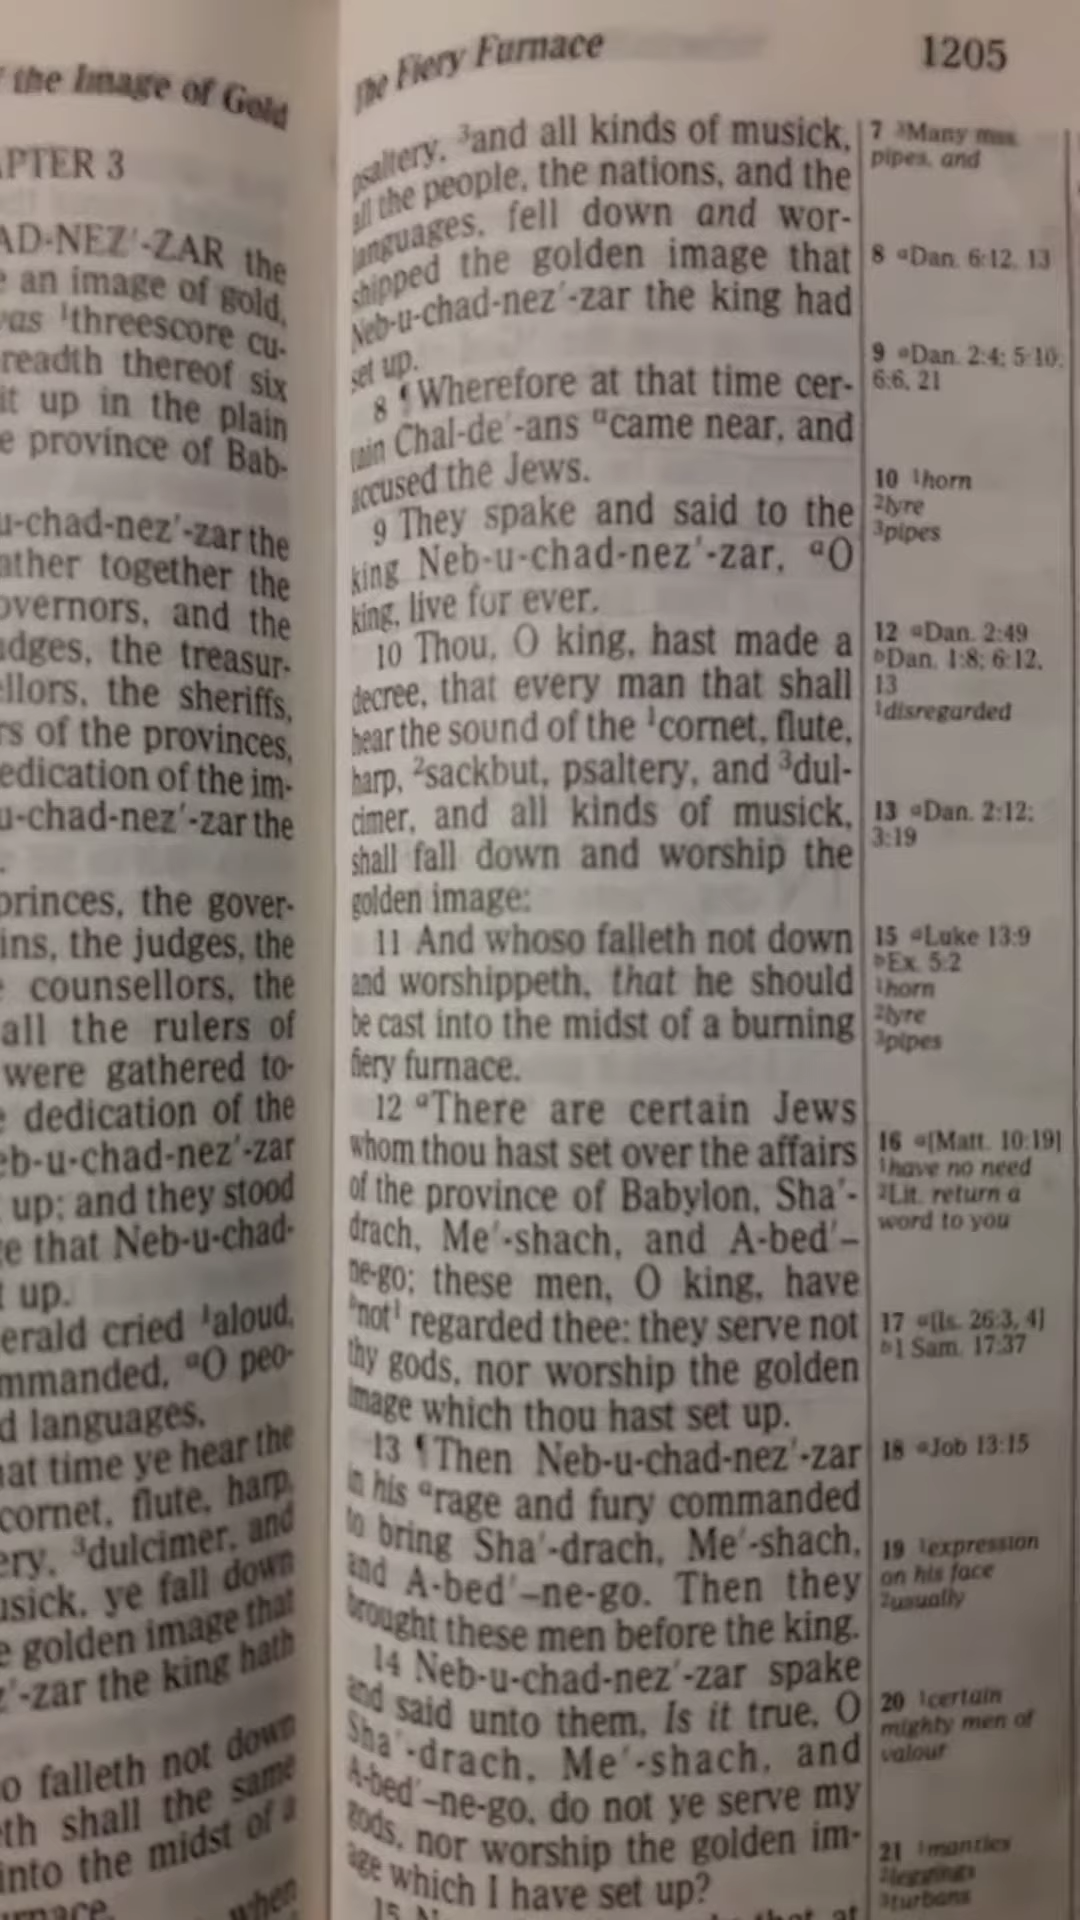 the Image of Gold
APTER 3
AD-NEZ′-ZAR the
e an image of gold,
was ¹threescore cu-
readth thereof six
it up in the plain
e province of Bab-
u-chad-nez′-zar the
ather together the
overnors, and the
udges, the treasur-
ellors, the sheriffs,
rs of the provinces,
edication of the im-
u-chad-nez′-zar the
princes, the gover-
ins, the judges, the
counsellors, the
all the rulers of
were gathered to-
e dedication of the
eb-u-chad-nez′-zar
up; and they stood
ge that Neb-u-chad-
t up.
erald cried ¹aloud,
mmanded, ᵃO peo-
d languages,
hat time ye hear the
cornet, flute, harp,
ery, ³dulcimer, and
usick, ye fall down
e golden image that
z′-zar the king hath
o falleth not down
eth shall the same
into the midst of a
urnace.
when
The Fiery Furnace
1205
psaltery, ³and all kinds of musick,
all the people, the nations, and the
languages, fell down and wor-
shipped the golden image that
Neb-u-chad-nez′-zar the king had
set up.
8 ¶ Wherefore at that time cer-
tain Chal-de′-ans ᵃcame near, and
accused the Jews.
9 They spake and said to the
king Neb-u-chad-nez′-zar, ᵃO
king, live for ever.
10 Thou, O king, hast made a
decree, that every man that shall
hear the sound of the ¹cornet, flute,
harp, ²sackbut, psaltery, and ³dul-
cimer, and all kinds of musick,
shall fall down and worship the
golden image:
11 And whoso falleth not down
and worshippeth, that he should
be cast into the midst of a burning
fiery furnace.
12 ᵃThere are certain Jews
whom thou hast set over the affairs
of the province of Babylon, Sha′-
drach, Me′-shach, and A-bed′–
ne-go; these men, O king, have
ᵇnot¹ regarded thee: they serve not
thy gods, nor worship the golden
image which thou hast set up.
13 ¶ Then Neb-u-chad-nez′-zar
in his ᵃrage and fury commanded
to bring Sha′-drach, Me′-shach,
and A-bed′–ne-go. Then they
brought these men before the king.
14 Neb-u-chad-nez′-zar spake
and said unto them, Is it true, O
Sha′-drach, Me′-shach, and
A-bed′–ne-go, do not ye serve my
gods, nor worship the golden im-
age which I have set up?
15
that at
7 ³Many mss.
pipes, and
8 ᵃDan. 6:12, 13
9 ᵃDan. 2:4; 5:10;
6:6, 21
10 ¹horn
²lyre
³pipes
12 ᵃDan. 2:49
ᵇDan. 1:8; 6:12,
13
¹disregarded
13 ᵃDan. 2:12;
3:19
15 ᵃLuke 13:9
ᵇEx. 5:2
¹horn
²lyre
³pipes
16 ᵃ[Matt. 10:19]
¹have no need
²Lit. return a
word to you
17 ᵃ[Is. 26:3, 4]
ᵇ1 Sam. 17:37
18 ᵃJob 13:15
19 ¹expression
on his face
²usually
20 ¹certain
mighty men of
valour
21 ¹mantles
²leggings
³turbans